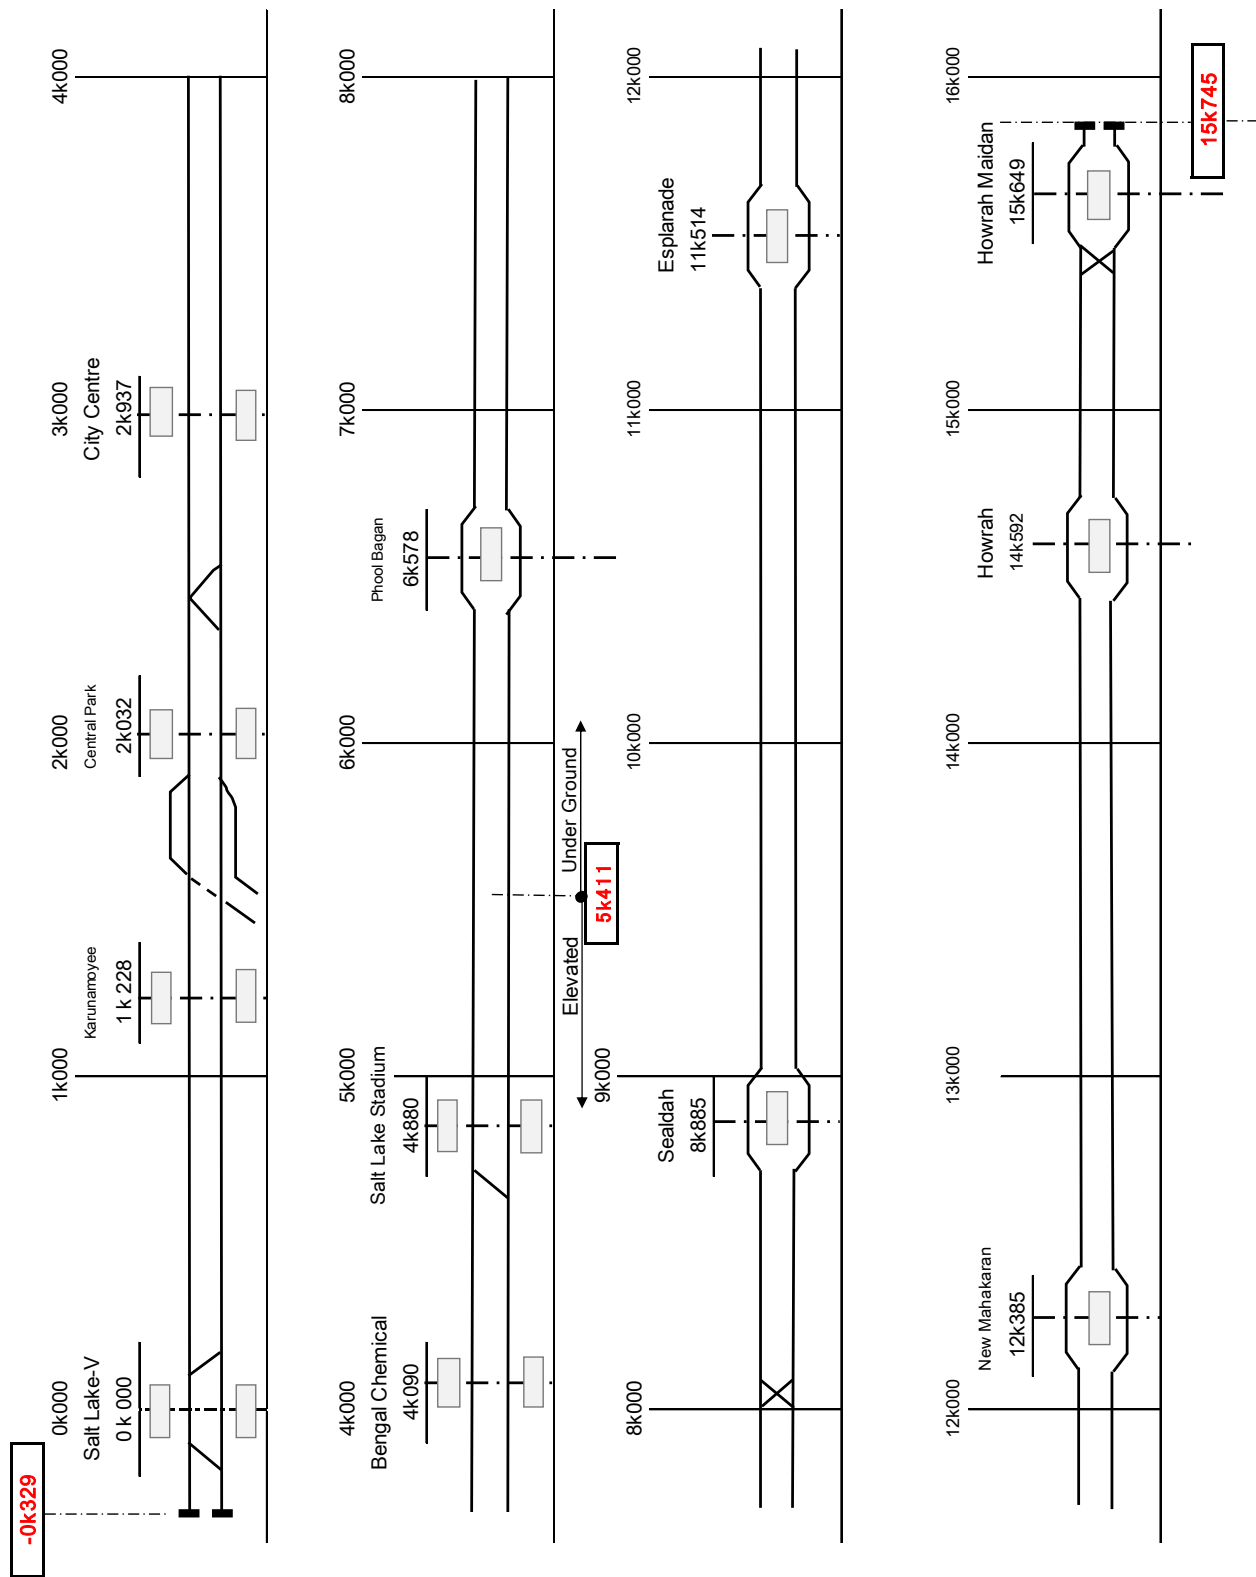 -0k329
0k000
Salt Lake-V
0 k 000
1k000
Karunamoyee
1 k 228
2k000
Central Park
2k032
3k000
City Centre
2k937
4k000
4k000
Bengal Chemical
4k090
5k000
Salt Lake Stadium
4k880
Elevated
5k411
Under Ground
6k000
Phool Bagan
6k578
7k000
8k000
8k000
Sealdah
8k885
9k000
10k000
11k000
Esplanade
11k514
12k000
12k000
New Mahakaran
12k385
13k000
14k000
Howrah
14k592
15k000
Howrah Maidan
15k649
15k745
16k000